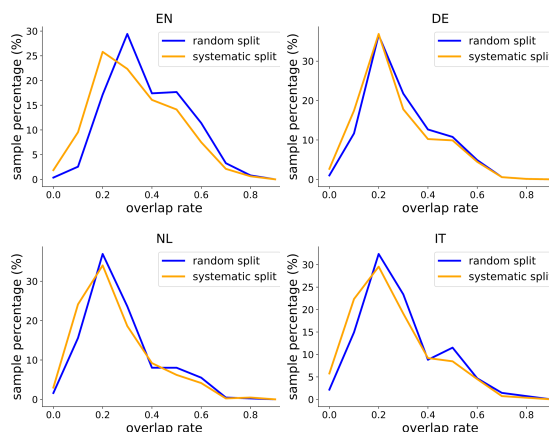 EN
sample percentage (%)
30
25
20
15
10
5
0
0.0 0.2 0.4 0.6 0.8
overlap rate
random split
systematic split
DE
sample percentage (%)
30
20
10
0
0.0 0.2 0.4 0.6 0.8
overlap rate
random split
systematic split
NL
sample percentage (%)
30
20
10
0
0.0 0.2 0.4 0.6 0.8
overlap rate
random split
systematic split
IT
sample percentage (%)
30
25
20
15
10
5
0
0.0 0.2 0.4 0.6 0.8
overlap rate
random split
systematic split